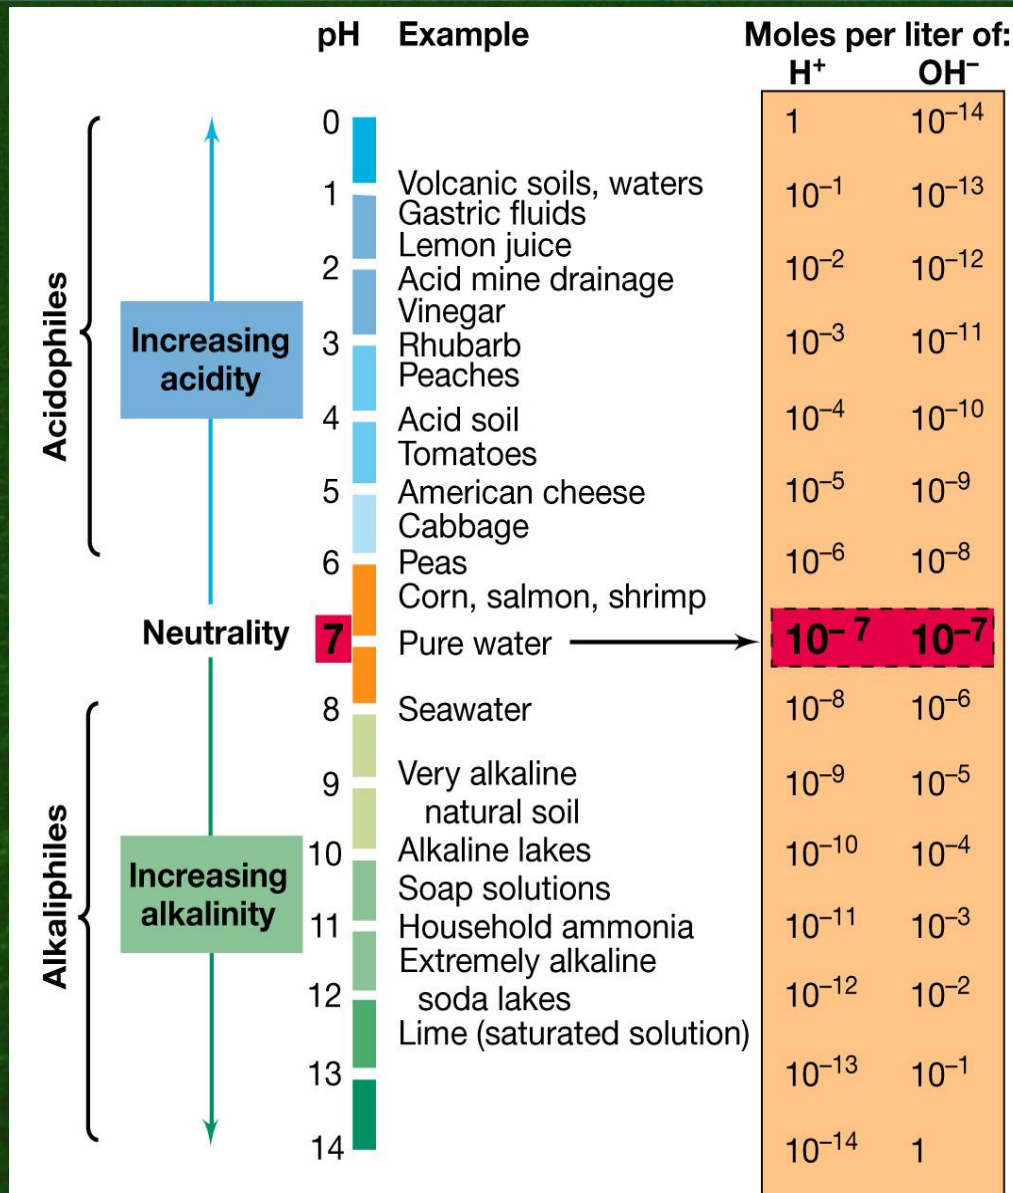 pH Example Moles per liter of:
H⁺ OH⁻
0 1 10⁻¹⁴
1 Volcanic soils, waters 10⁻¹ 10⁻¹³
Gastric fluids
Lemon juice
2 10⁻² 10⁻¹²
Acid mine drainage
Vinegar
3 Rhubarb 10⁻³ 10⁻¹¹
Peaches
4 Acid soil 10⁻⁴ 10⁻¹⁰
Tomatoes
5 American cheese 10⁻⁵ 10⁻⁹
Cabbage
6 Peas 10⁻⁶ 10⁻⁸
Corn, salmon, shrimp
Neutrality 7 Pure water 10⁻ ⁷ 10⁻⁷
8 Seawater 10⁻⁸ 10⁻⁶
9 Very alkaline 10⁻⁹ 10⁻⁵
natural soil
10 Alkaline lakes 10⁻¹⁰ 10⁻⁴
Soap solutions
11 Household ammonia 10⁻¹¹ 10⁻³
Extremely alkaline
12 soda lakes 10⁻¹² 10⁻²
Lime (saturated solution)
13 10⁻¹³ 10⁻¹
14 10⁻¹⁴ 1
Acidophiles
Increasing
acidity
Alkaliphiles
Increasing
alkalinity